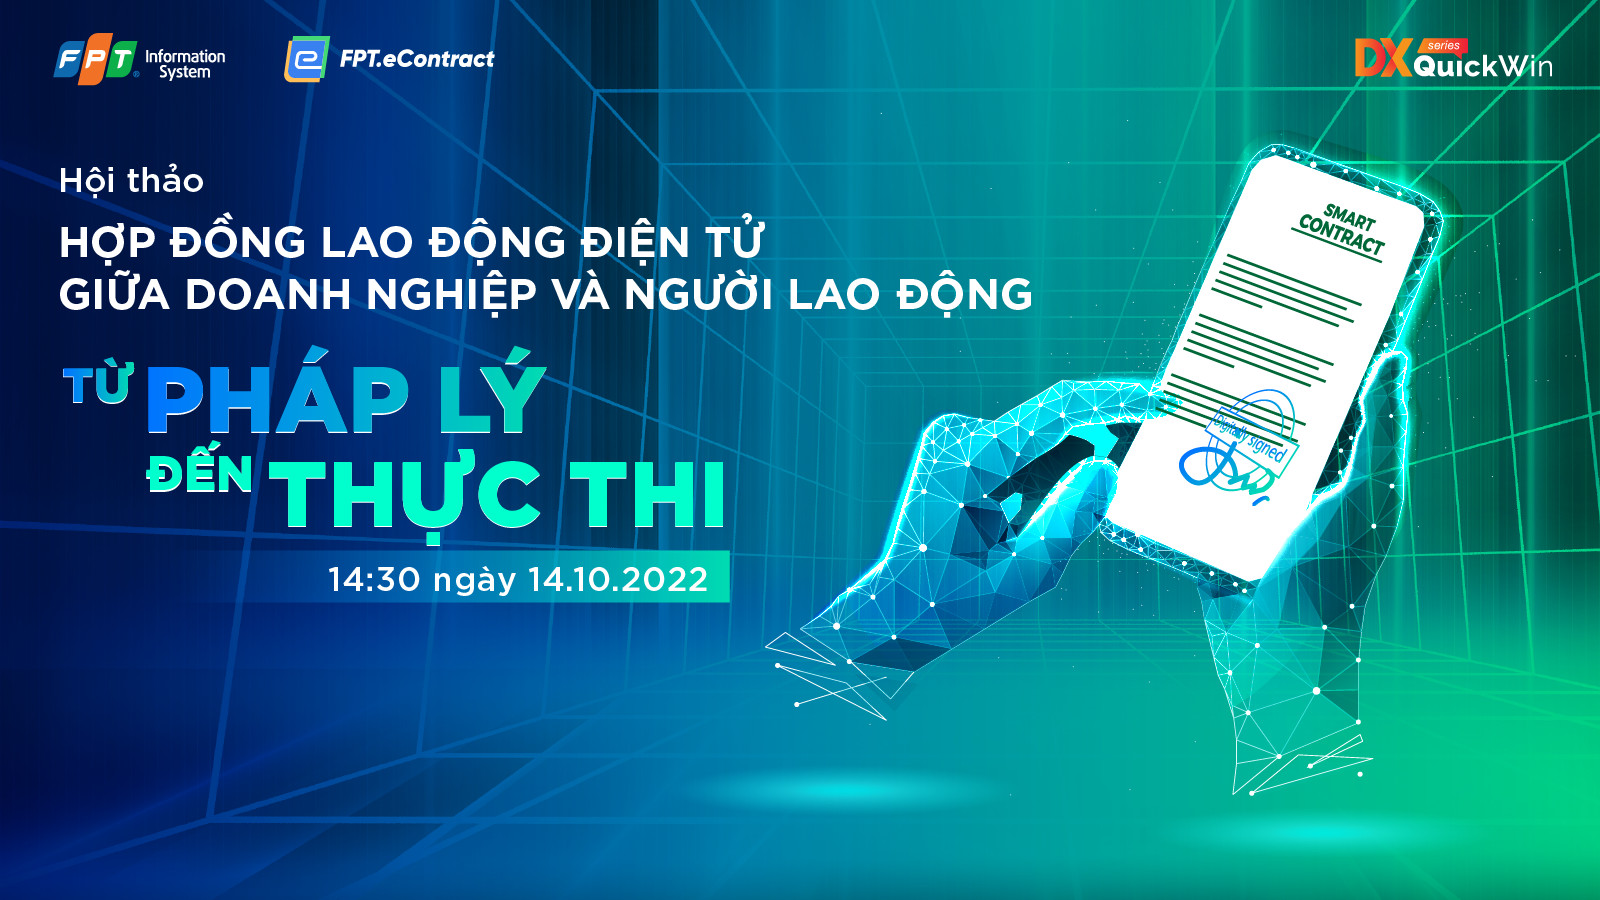 FPT Information
System
FPT.eContract
DX series
QuickWin
Hội thảo
HỢP ĐỒNG LAO ĐỘNG ĐIỆN TỬ
GIỮA DOANH NGHIỆP VÀ NGƯỜI LAO ĐỘNG
TỪ PHÁP LÝ
ĐẾN THỰC THI
14:30 ngày 14.10.2022
SMART
CONTRACT
Digitally signed